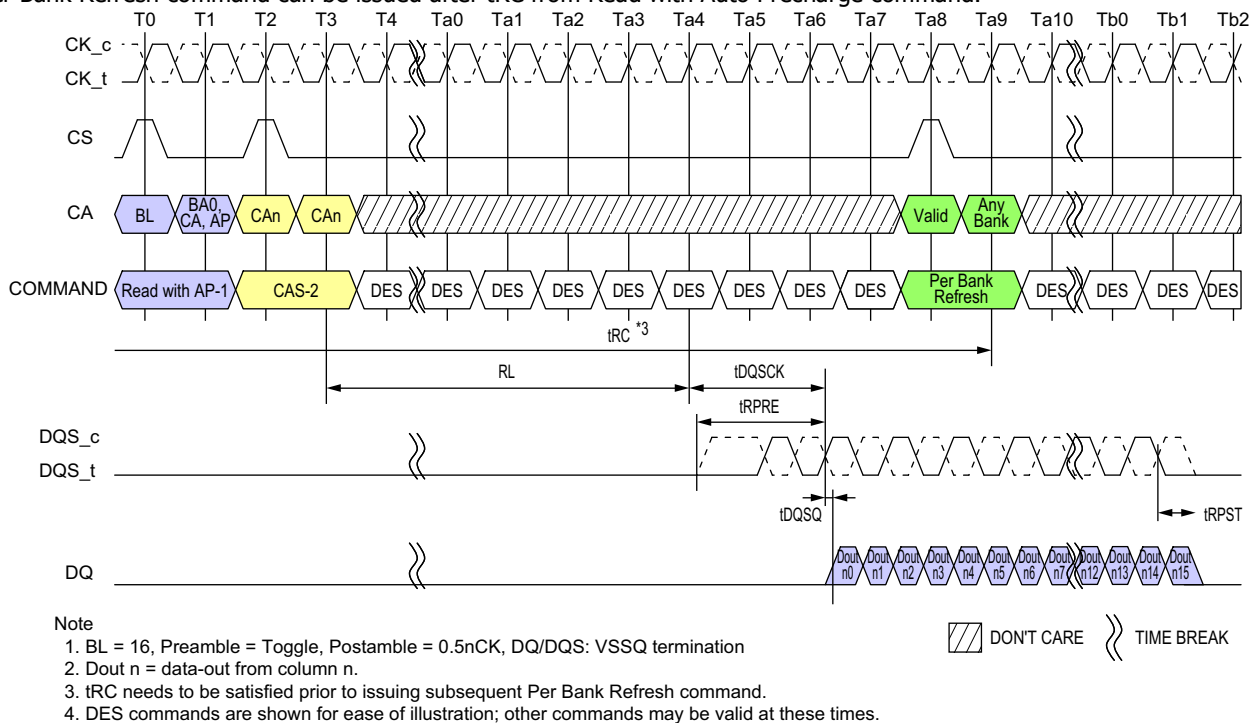 Bank Refresh command can be issued after tRC from Read with Auto Precharge command.
T0 T1 T2 T3 T4 Ta0 Ta1 Ta2 Ta3 Ta4 Ta5 Ta6 Ta7 Ta8 Ta9 Ta10 Tb0 Tb1 Tb2
CK_c
CK_t
CS
CA BL BA0, CA, AP CAn CAn Valid Any Bank
COMMAND Read with AP-1 CAS-2 DES DES DES DES DES DES DES DES DES Per Bank Refresh DES DES DES DES
tRC *3
RL tDQSCK
tRPRE
DQS_c
DQS_t
tDQSQ tRPST
DQ Dout n0 Dout n1 Dout n2 Dout n3 Dout n4 Dout n5 Dout n6 Dout n7 Dout n12 Dout n13 Dout n14 Dout n15
Note
1. BL = 16, Preamble = Toggle, Postamble = 0.5nCK, DQ/DQS: VSSQ termination
DON'T CARE TIME BREAK
2. Dout n = data-out from column n.
3. tRC needs to be satisfied prior to issuing subsequent Per Bank Refresh command.
4. DES commands are shown for ease of illustration; other commands may be valid at these times.